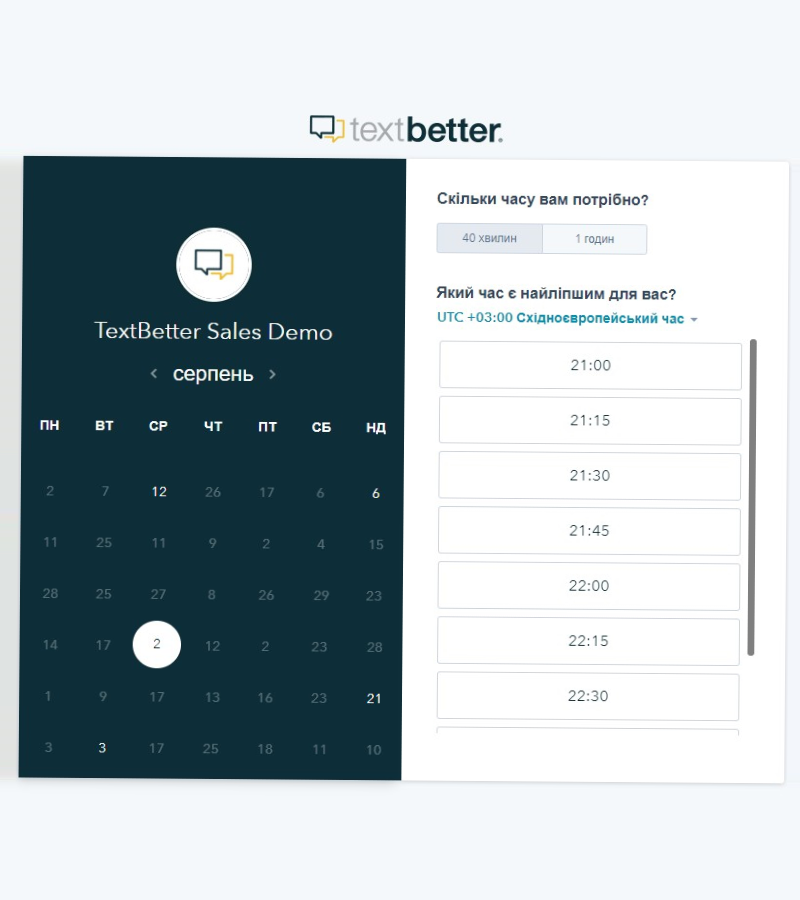 textbetter.
TextBetter Sales Demo
серпень
ПН ВТ СР ЧТ ПТ СБ НД
2 7 12 26 17 6 6
11 25 11 9 2 4 15
28 25 27 8 26 29 23
14 17 2 12 2 23 28
1 9 17 13 16 23 21
3 3 17 25 18 11 10
Скільки часу вам потрібно?
40 хвилин 1 годин
Який час є найліпшим для вас?
UTC +03:00 Східноєвропейський час
21:00
21:15
21:30
21:45
22:00
22:15
22:30